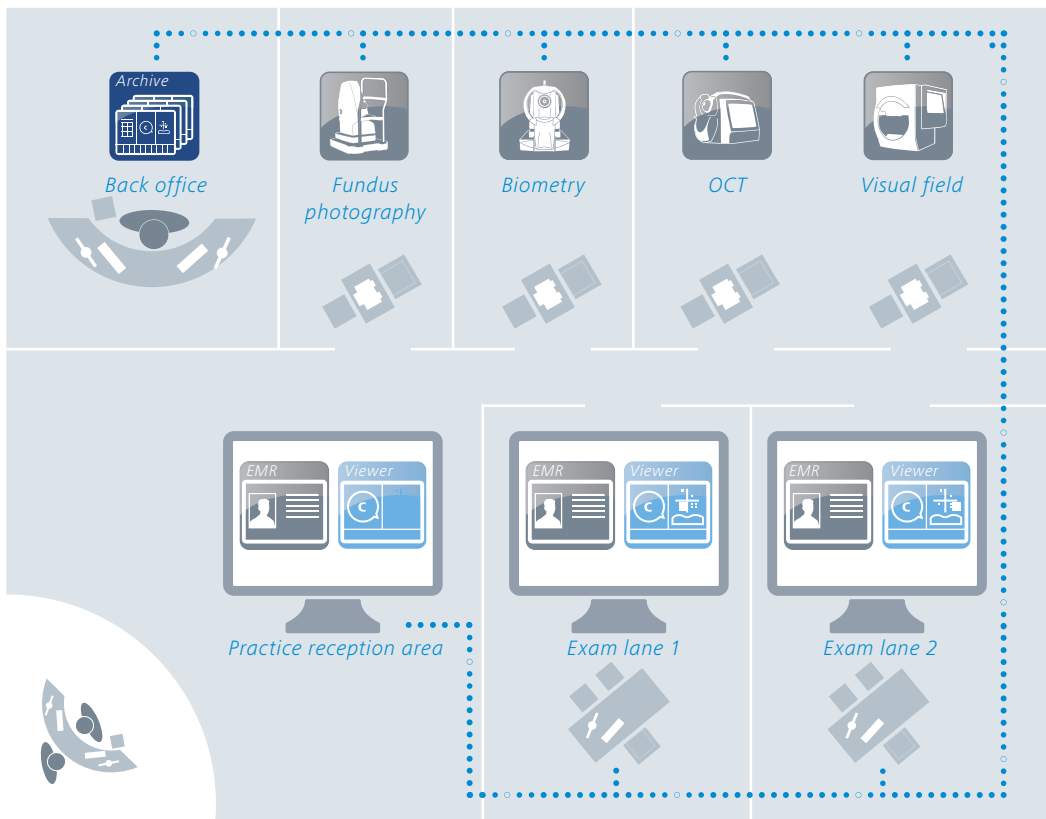 Archive
Back office
Fundus
photography
Biometry
OCT
Visual field
EMR
Viewer
C
Practice reception area
EMR
Viewer
C
Exam lane 1
EMR
Viewer
C
Exam lane 2